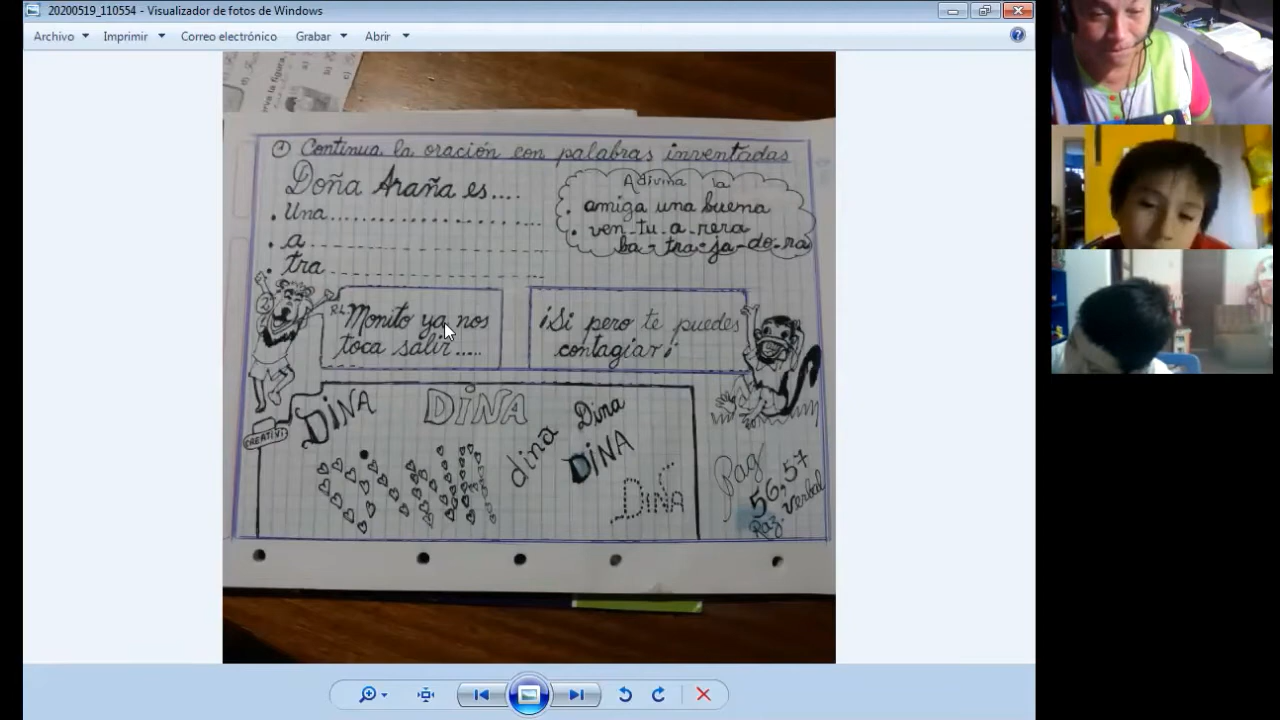 20200519_110554 - Visualizador de fotos de Windows
Archivo Imprimir Correo electrónico Grabar Abrir
① Continua la oración con palabras inventadas
Doña Araña es....
. Una....................
. a
. tra
Adivina la
. amiga una buena
. ven-tu-a-rera
ba-tra-ja-do-ra
Monito ya nos
toca salir.....
¡Si pero te puedes
contagiar¡
CREATIVI
DiNA
DiNA
Dina
dina
DiNA
DiÑA
Pag
56,57
Raz. verbal